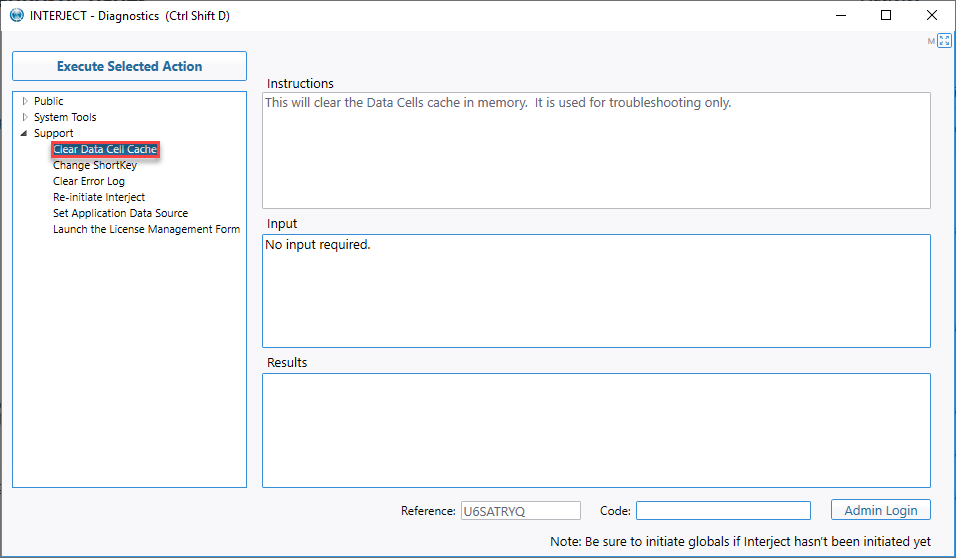 INTERJECT - Diagnostics (Ctrl Shift D)
M
Execute Selected Action
Public
System Tools
Support
Clear Data Cell Cache
Change ShortKey
Clear Error Log
Re-initiate Interject
Set Application Data Source
Launch the License Management Form
Instructions
This will clear the Data Cells cache in memory. It is used for troubleshooting only.
Input
No input required.
Results
Reference: U6SATRYQ Code: Admin Login
Note: Be sure to initiate globals if Interject hasn't been initiated yet